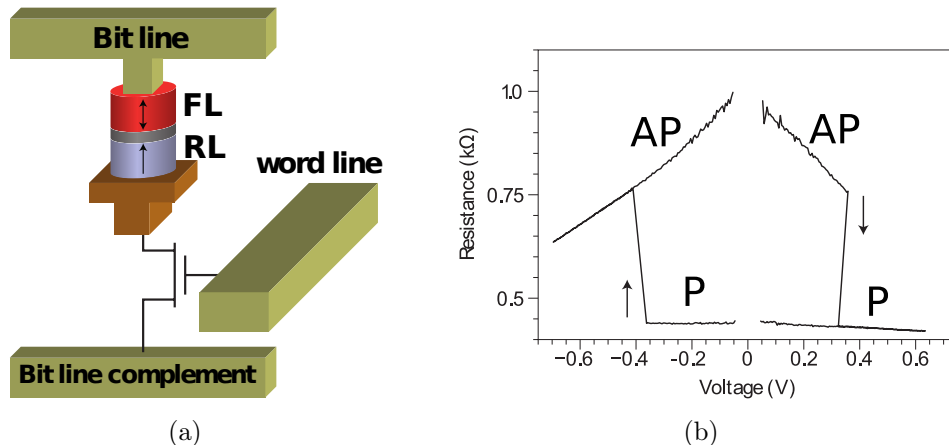 Bit line
FL
RL
word line
Bit line complement
(a)
(b)
Resistance (kΩ)
1.0
0.75
0.5
AP
AP
P
P
−0.6 −0.4 −0.2 0 0.2 0.4 0.6
Voltage (V)